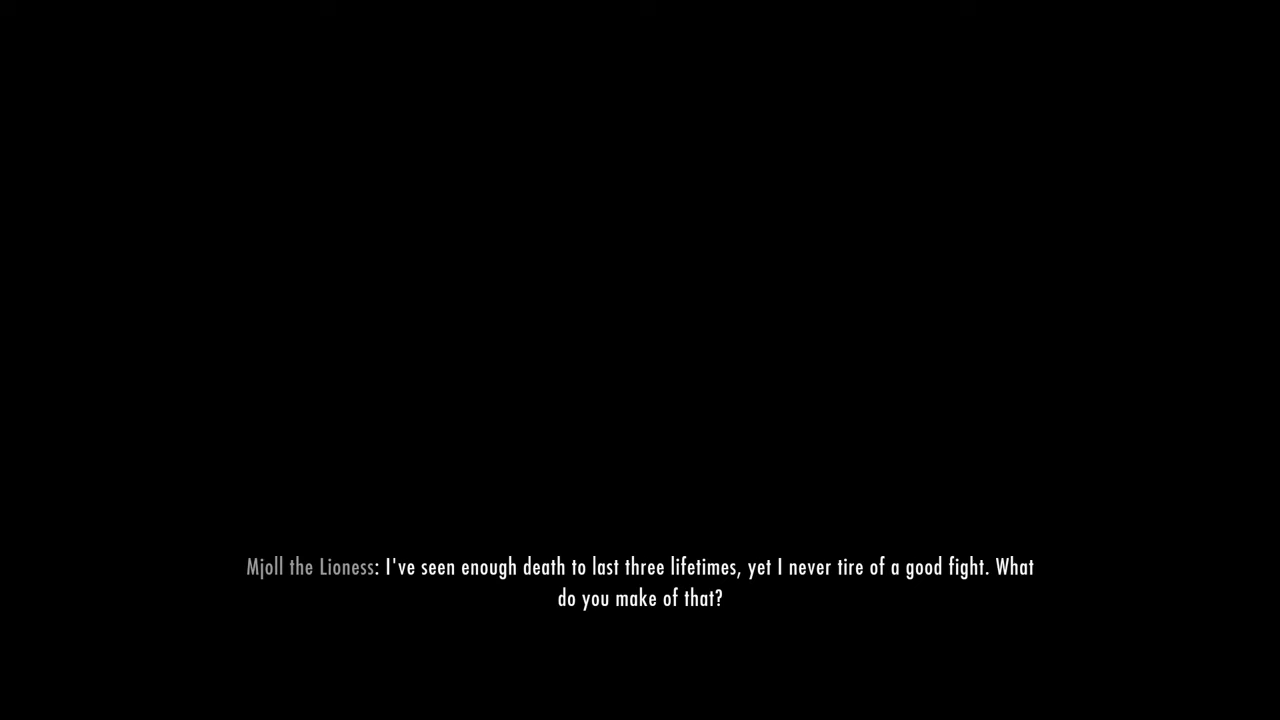 Mjoll the Lioness: I've seen enough death to last three lifetimes, yet I never tire of a good fight. What
do you make of that?